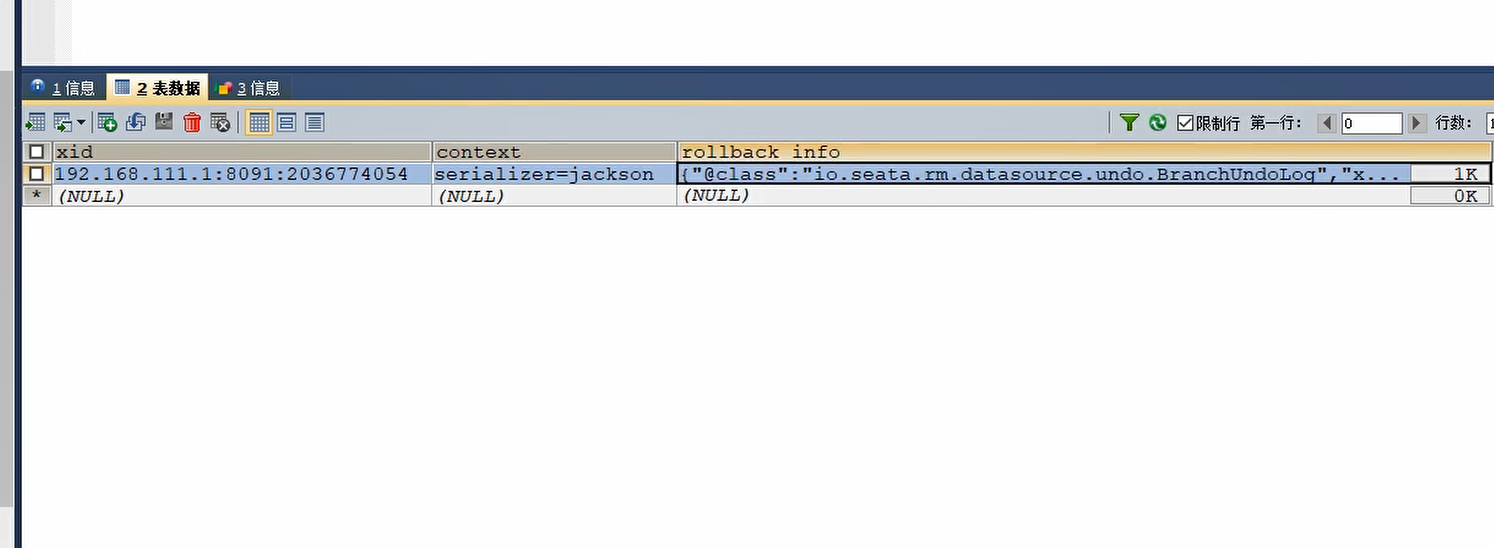 1 信息 2 表数据 3 信息
限制行 第一行: 0 行数:
xid context rollback info
192.168.111.1:8091:2036774054 serializer=jackson {"@class":"io.seata.rm.datasource.undo.BranchUndoLog","x... 1K
* (NULL) (NULL) (NULL) 0K